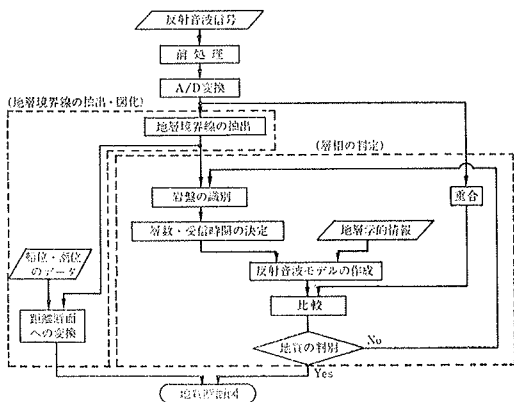 反射音波信号
前処理
A/D変換
(地層境界線の抽出・図化)
地層境界線の抽出
(層相の判定)
岩盤の識別
重合
層数・受信時間の決定
地層学的情報
船位・潮位
のデータ
反射音波モデルの作成
比較
距離断面
への変換
地質の判別
No
Yes